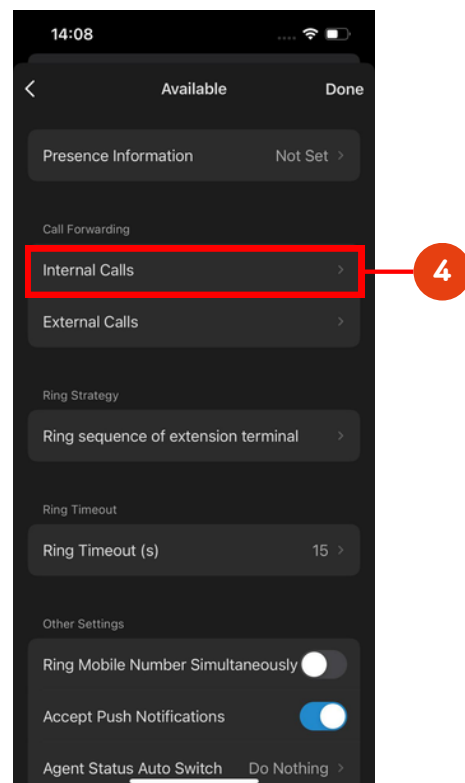 14:08
Available Done
Presence Information Not Set
Call Forwarding
Internal Calls
4
External Calls
Ring Strategy
Ring sequence of extension terminal
Ring Timeout
Ring Timeout (s) 15
Other Settings
Ring Mobile Number Simultaneously
Accept Push Notifications
Agent Status Auto Switch Do Nothing